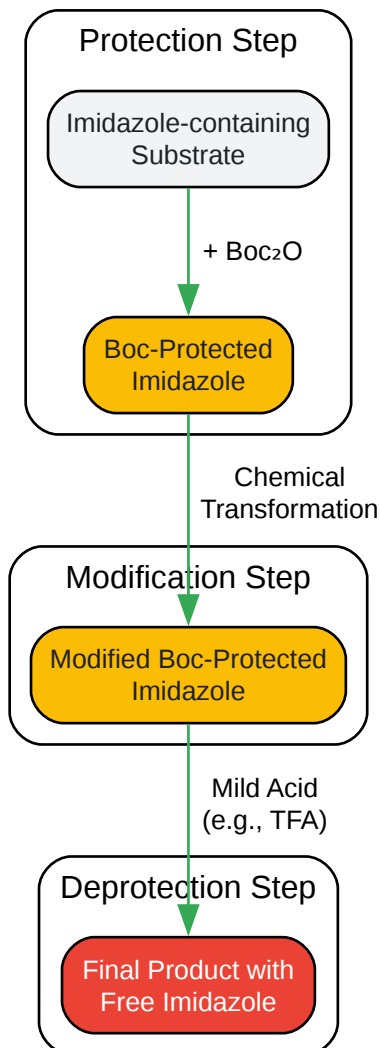 Protection Step
Imidazole-containing
Substrate
+ Boc₂O
Boc-Protected
Imidazole
Chemical
Transformation
Modification Step
Modified Boc-Protected
Imidazole
Mild Acid
(e.g., TFA)
Deprotection Step
Final Product with
Free Imidazole